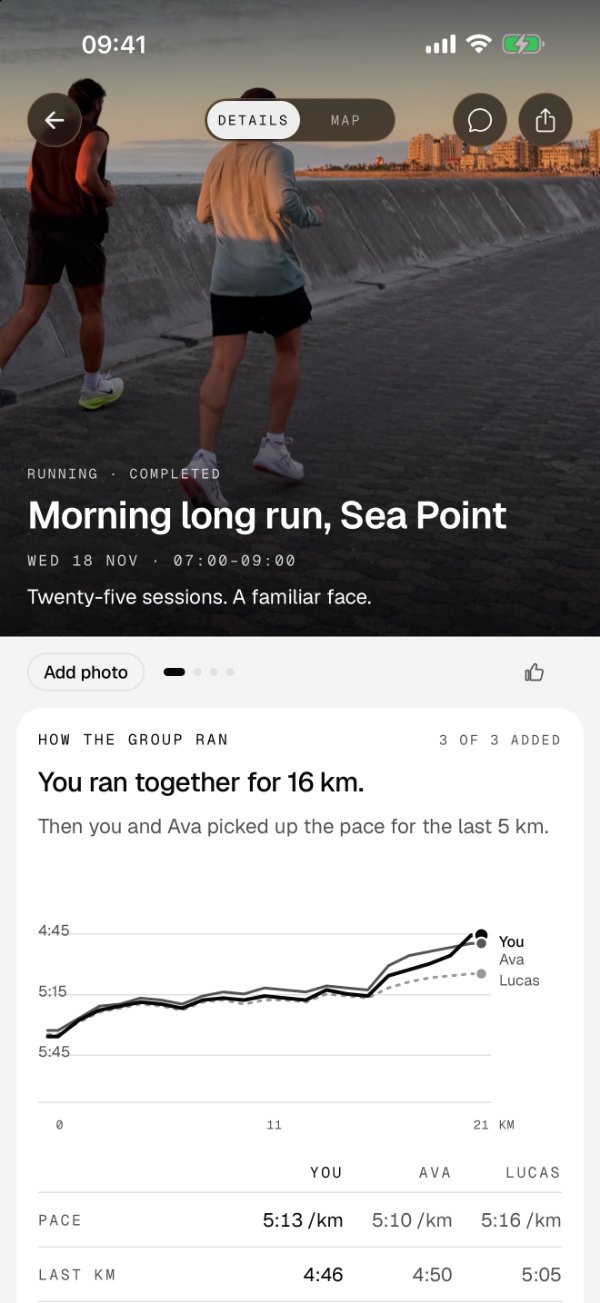 09:41
DETAILS MAP
RUNNING · COMPLETED
Morning long run, Sea Point
WED 18 NOV · 07:00–09:00
Twenty-five sessions. A familiar face.
Add photo
HOW THE GROUP RAN 3 OF 3 ADDED
You ran together for 16 km.
Then you and Ava picked up the pace for the last 5 km.
4:45
You
Ava
Lucas
5:15
5:45
0 11 21 KM
YOU AVA LUCAS
PACE 5:13 /km 5:10 /km 5:16 /km
LAST KM 4:46 4:50 5:05